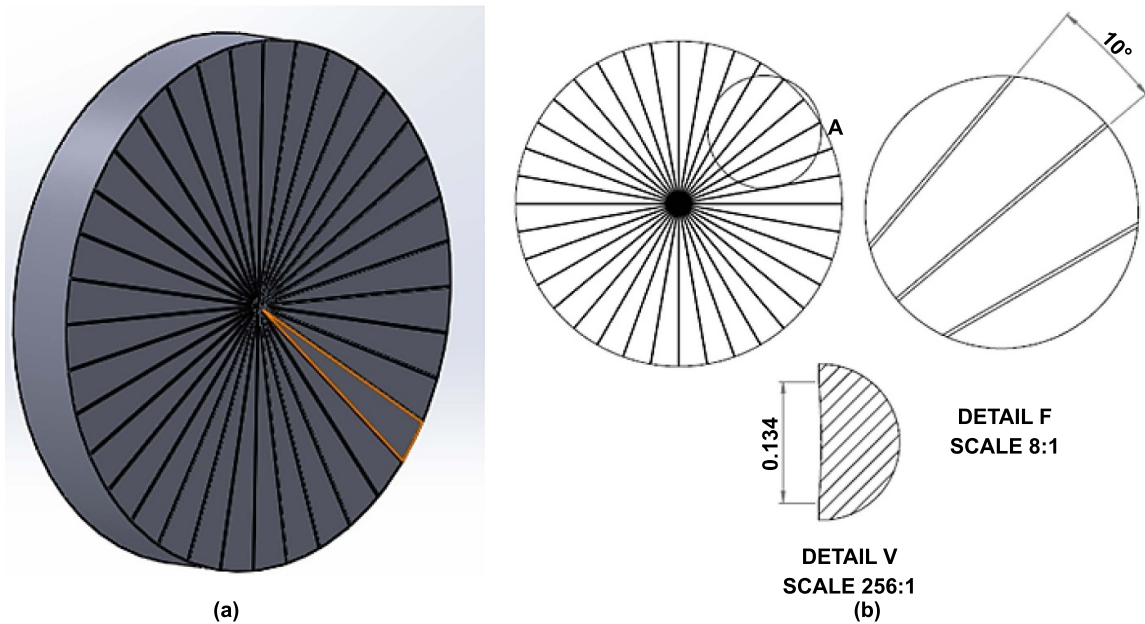 10°
A
0.134
DETAIL F
SCALE 8:1
DETAIL V
SCALE 256:1
(a)
(b)